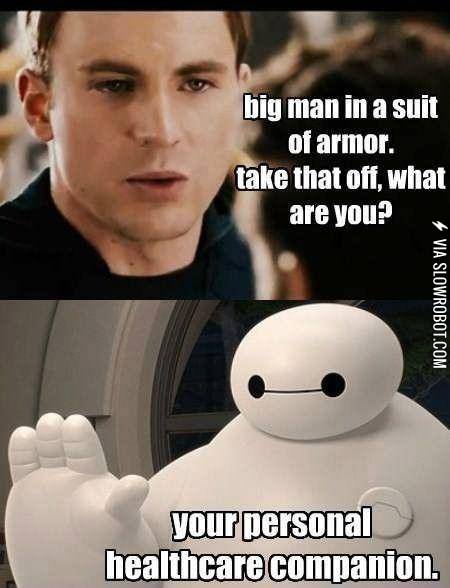 big man in a suit
of armor.
take that off, what
are you?
VIA SLOWROBOT.COM
your personal
healthcare companion.